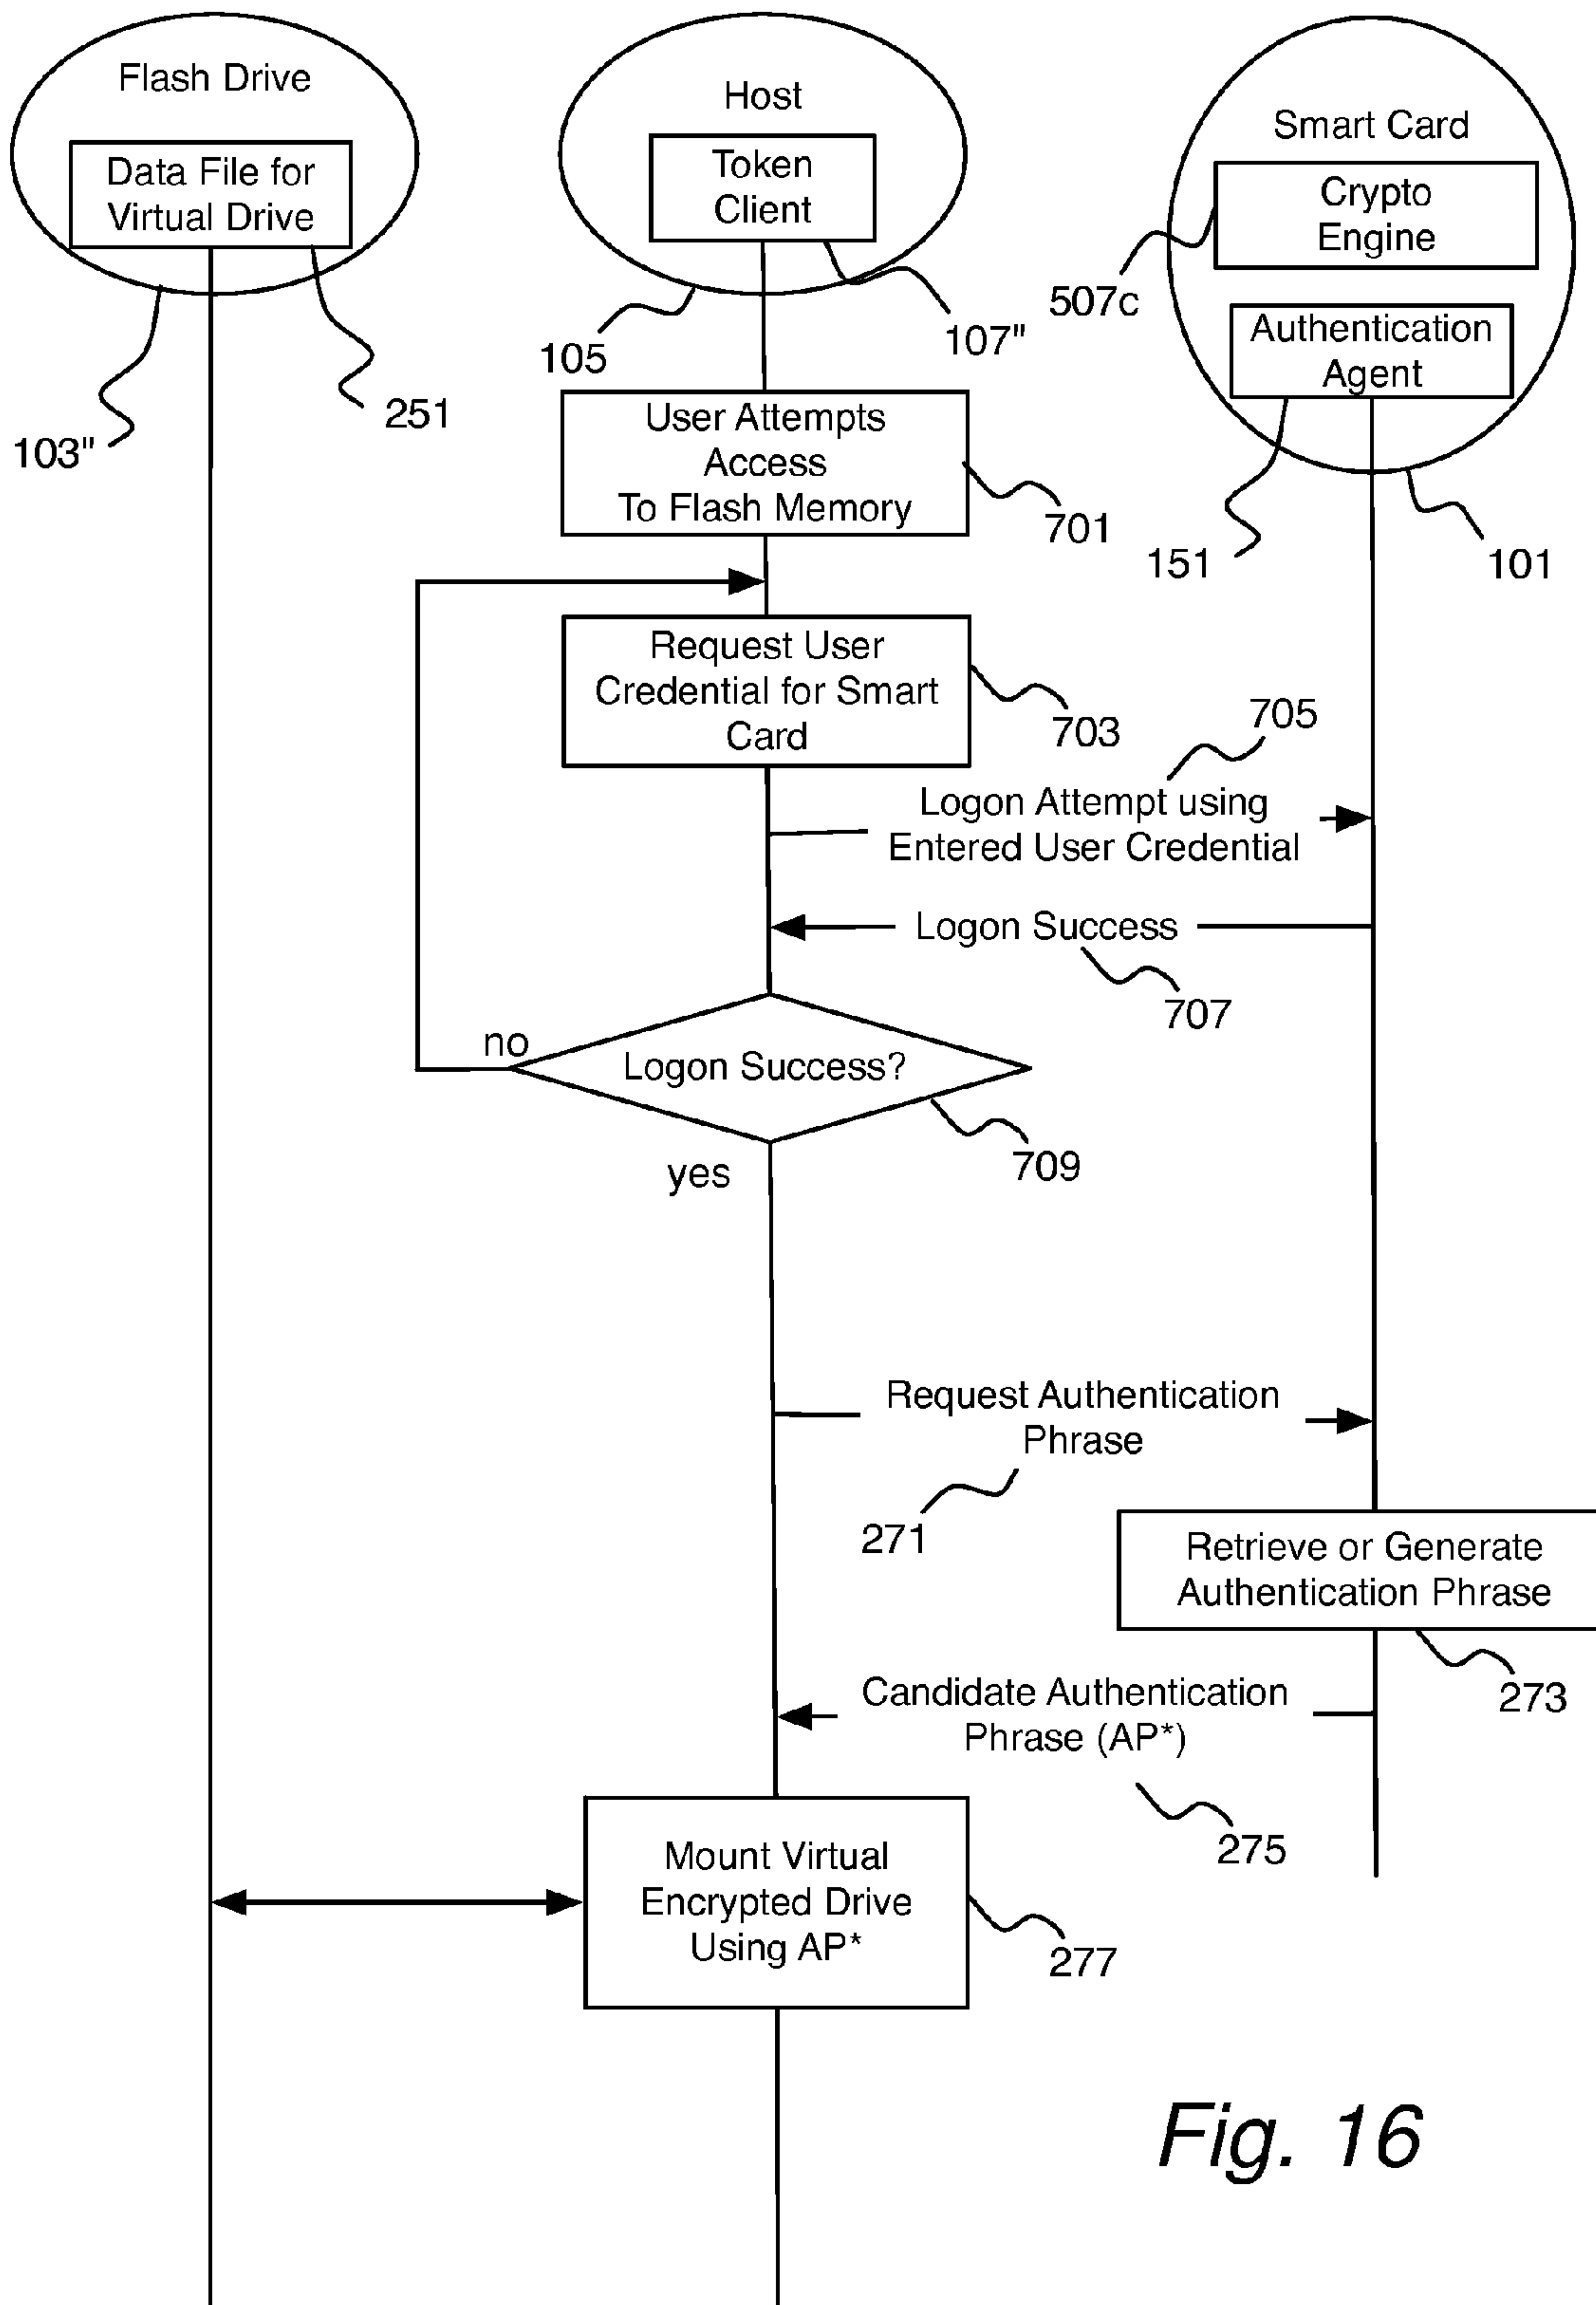 Flash Drive
Data File for
Virtual Drive
103"
251
Host
Token
Client
105
107"
Smart Card
Crypto
Engine
507c
Authentication
Agent
151
101
User Attempts
Access
To Flash Memory
701
Request User
Credential for Smart
Card
703
705
Logon Attempt using
Entered User Credential
Logon Success
707
no
Logon Success?
709
yes
Request Authentication
Phrase
271
Retrieve or Generate
Authentication Phrase
273
Candidate Authentication
Phrase (AP*)
275
Mount Virtual
Encrypted Drive
Using AP*
277
Fig. 16